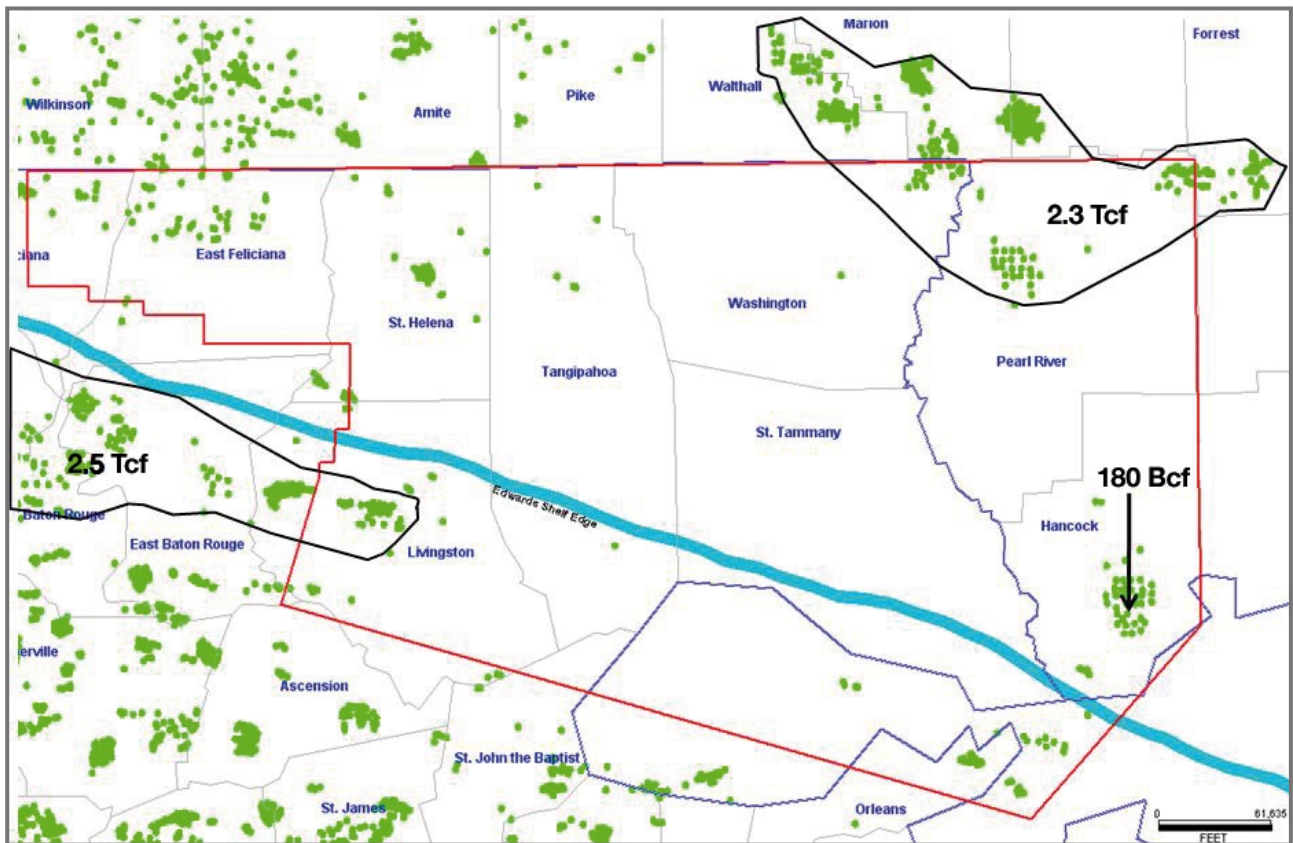 Marion
Forrest
Walthall
Pike
Wilkinson
Amite
2.3 Tcf
East Feliciana
ciana
Washington
St. Helena
Pearl River
Tangipahoa
St. Tammany
2.5 Tcf
180 Bcf
Edwards Shelf Edge
Baton Rouge
Hancock
East Baton Rouge
Livingston
erville
Ascension
St. John the Baptist
St. James
Orleans
0 61,635
FEET